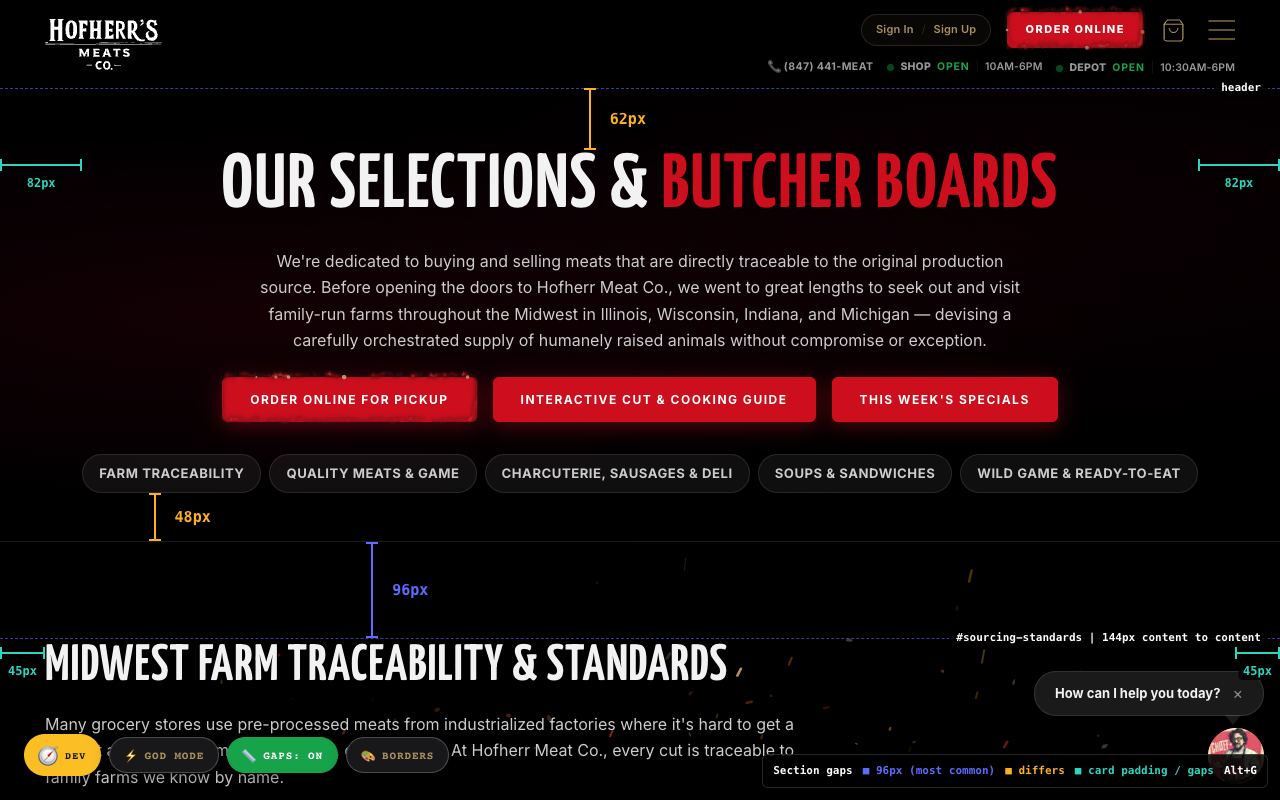 HOFHERR'S
MEATS
CO.
Sign In / Sign Up
ORDER ONLINE
(847) 441-MEAT SHOP OPEN 10AM-6PM DEPOT OPEN 10:30AM-6PM
header
62px
82px
82px
OUR SELECTIONS & BUTCHER BOARDS
We're dedicated to buying and selling meats that are directly traceable to the original production
source. Before opening the doors to Hofherr Meat Co., we went to great lengths to seek out and visit
family-run farms throughout the Midwest in Illinois, Wisconsin, Indiana, and Michigan — devising a
carefully orchestrated supply of humanely raised animals without compromise or exception.
ORDER ONLINE FOR PICKUP
INTERACTIVE CUT & COOKING GUIDE
THIS WEEK'S SPECIALS
FARM TRACEABILITY
QUALITY MEATS & GAME
CHARCUTERIE, SAUSAGES & DELI
SOUPS & SANDWICHES
WILD GAME & READY-TO-EAT
48px
96px
#sourcing-standards | 144px content to content
MIDWEST FARM TRACEABILITY & STANDARDS
45px
45px
How can I help you today? ×
Many grocery stores use pre-processed meats from industrialized factories where it's hard to get a
At Hofherr Meat Co., every cut is traceable to
family farms we know by name.
DEV
GOD MODE
GAPS: ON
BORDERS
Section gaps 96px (most common) differs card padding / gaps Alt+G